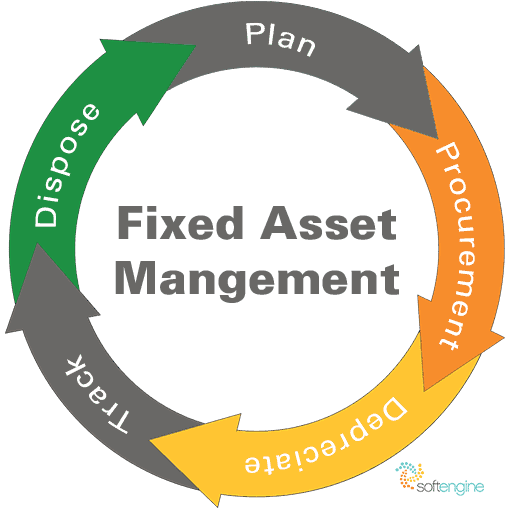 Plan
Procurement
Depreciate
Track
Dispose
Fixed Asset
Mangement
softengine